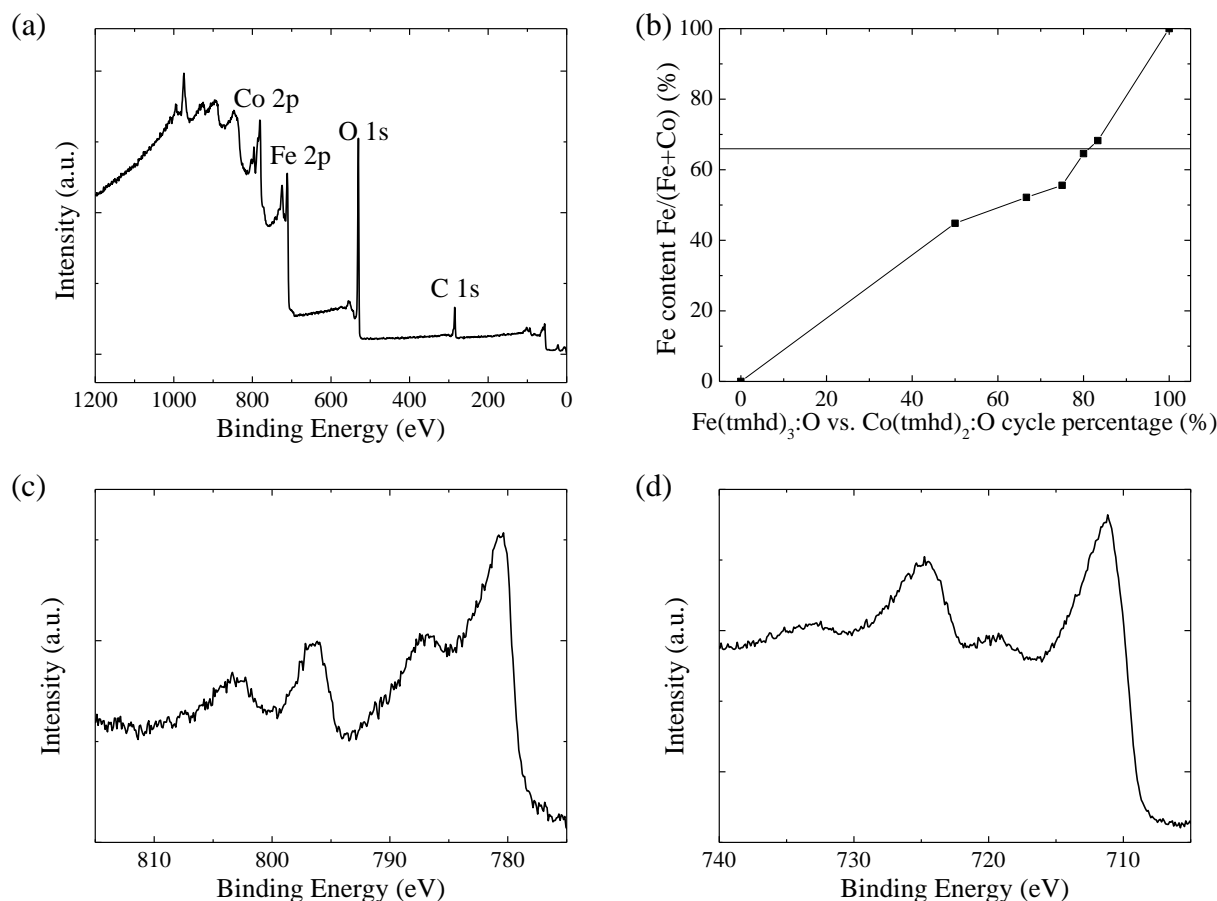 (a)
Co 2p
O 1s
Fe 2p
C 1s
Intensity (a.u.)
1200 1000 800 600 400 200 0
Binding Energy (eV)
(b)
100
80
60
40
20
0
Fe content Fe/(Fe+Co) (%)
0 20 40 60 80 100
Fe(tmhd)₃:O vs. Co(tmhd)₂:O cycle percentage (%)
(c)
Intensity (a.u.)
810 800 790 780
Binding Energy (eV)
(d)
Intensity (a.u.)
740 730 720 710
Binding Energy (eV)